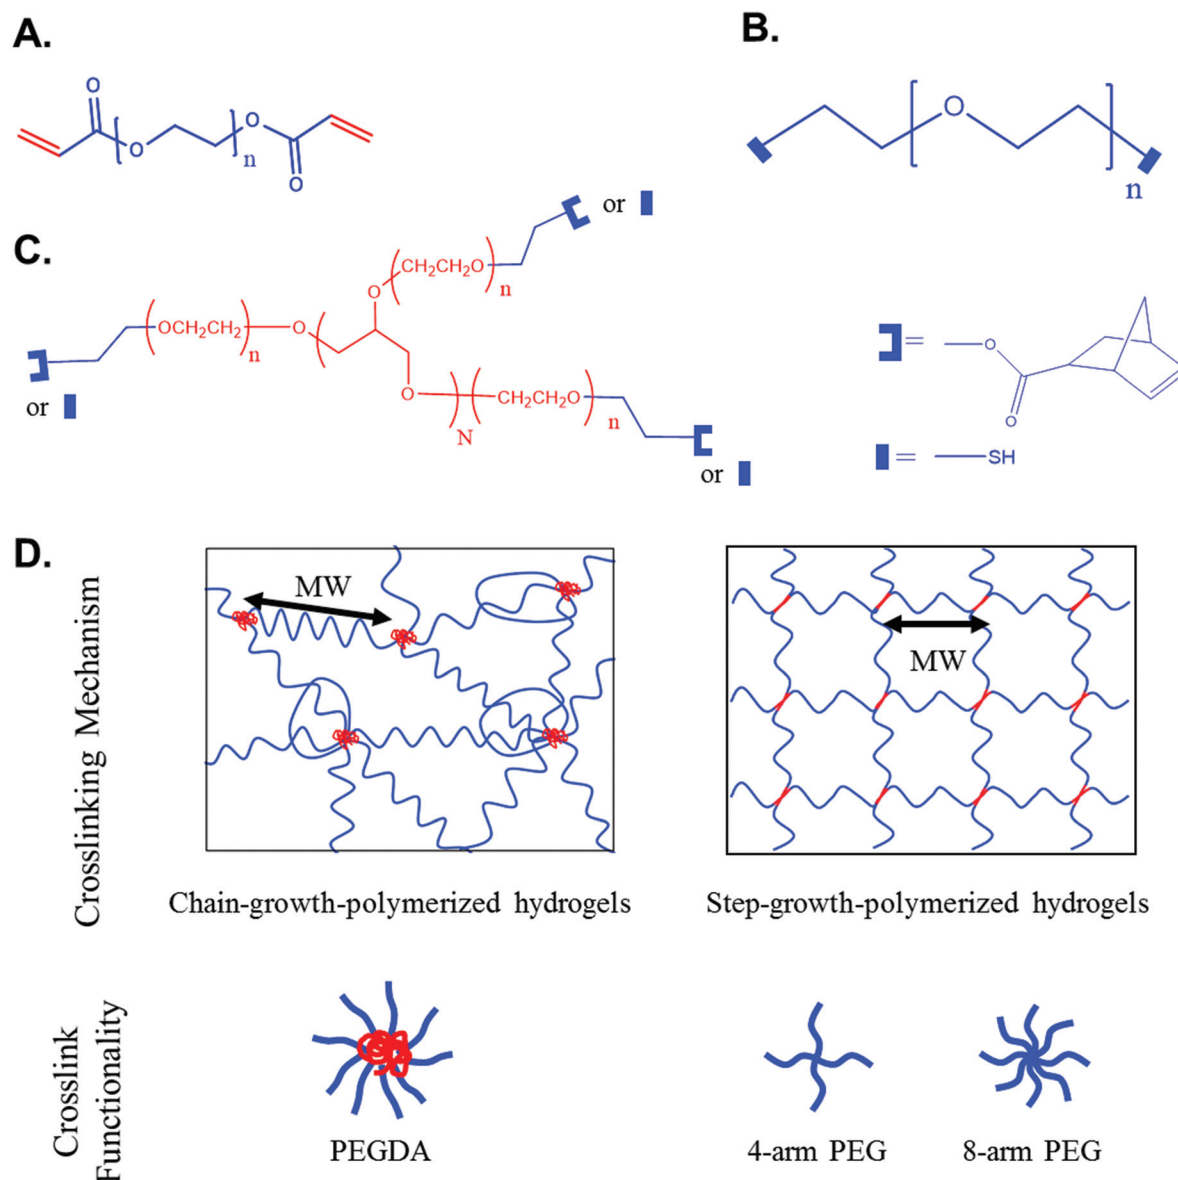 A.
B.
O
O
O
O
n
O
n
or
C.
(CH₂CH₂O)
n
O
(OCH₂CH₂)
n
O
O
N
(CH₂CH₂O)
n
or
or
= O
O
= SH
D.
Crosslinking Mechanism
MW
MW
Chain-growth-polymerized hydrogels
Step-growth-polymerized hydrogels
Crosslink
Functionality
PEGDA
4-arm PEG
8-arm PEG